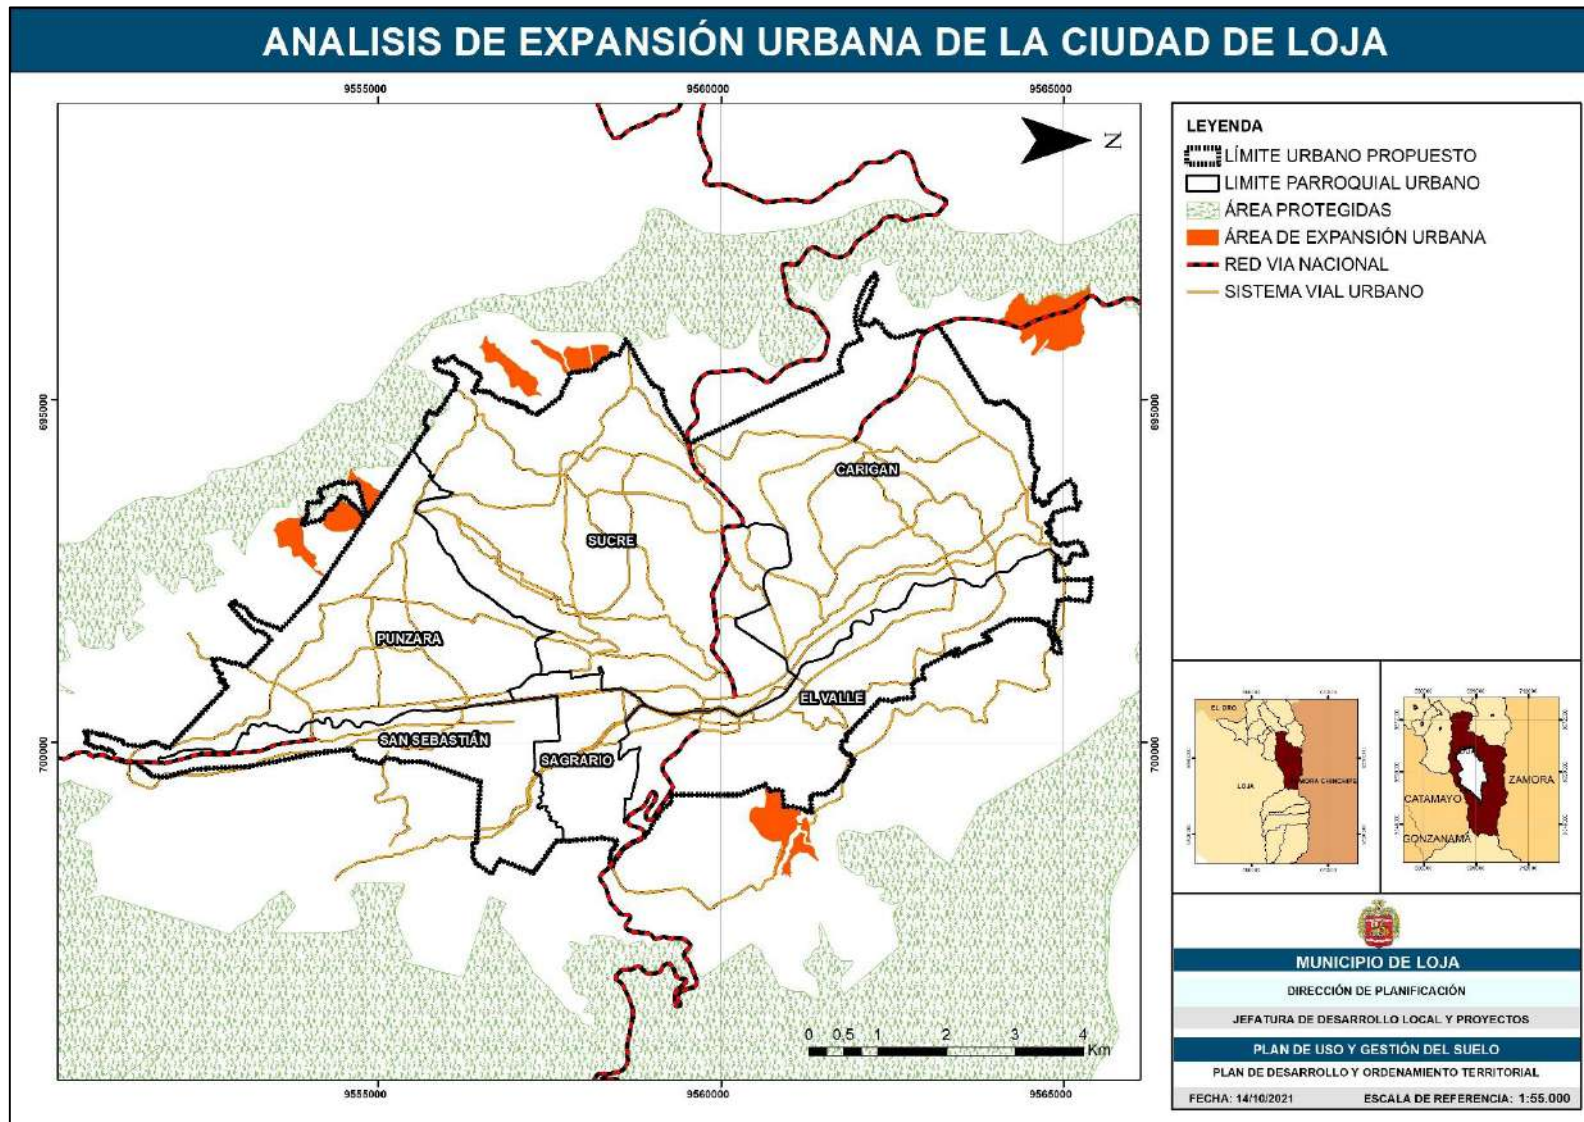 ANALISIS DE EXPANSIÓN URBANA DE LA CIUDAD DE LOJA
9555000
9560000
9565000
N
695000
695000
CARIGAN
SUCRE
PUNZARA
EL VALLE
SAN SEBASTIÁN
SAGRARIO
700000
700000
0 0,5 1 2 3 4
Km
9555000
9560000
9565000
LEYENDA
LÍMITE URBANO PROPUESTO
LIMITE PARROQUIAL URBANO
ÁREA PROTEGIDAS
ÁREA DE EXPANSIÓN URBANA
RED VIA NACIONAL
SISTEMA VIAL URBANO
EL ORO
LOJA
ZAMORA
CATAMAYO
GONZANAMÁ
MUNICIPIO DE LOJA
DIRECCIÓN DE PLANIFICACIÓN
JEFATURA DE DESARROLLO LOCAL Y PROYECTOS
PLAN DE USO Y GESTIÓN DEL SUELO
PLAN DE DESARROLLO Y ORDENAMIENTO TERRITORIAL
FECHA: 14/10/2021 ESCALA DE REFERENCIA: 1:55.000